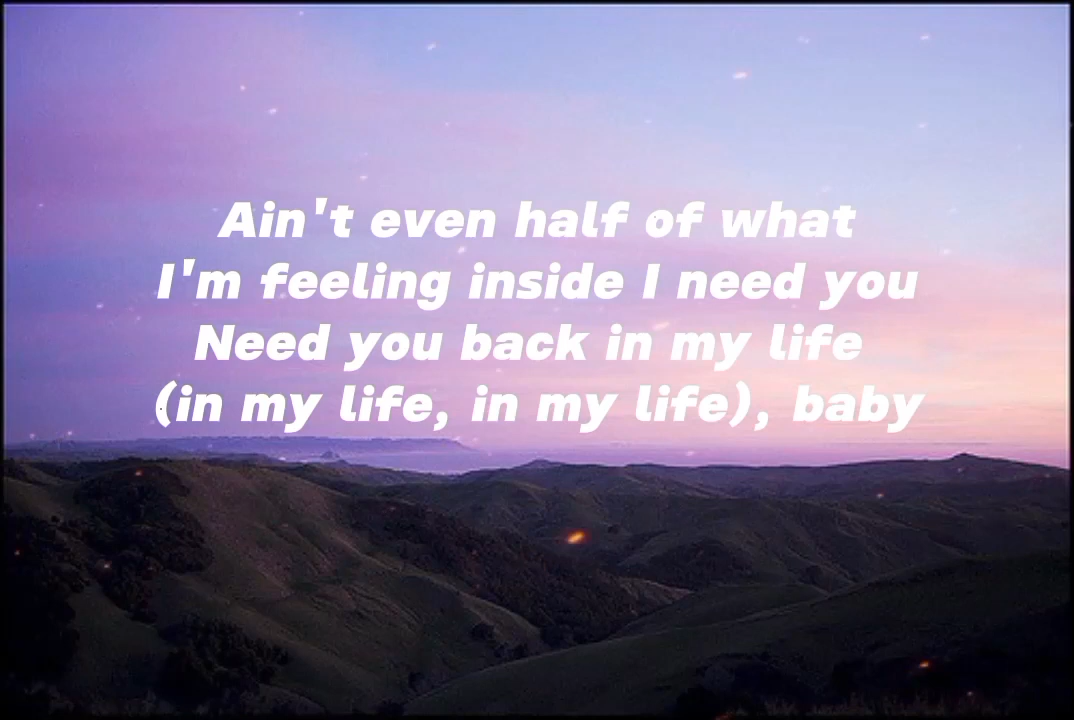 Ain't even half of what
I'm feeling inside I need you
Need you back in my life
(in my life, in my life), baby